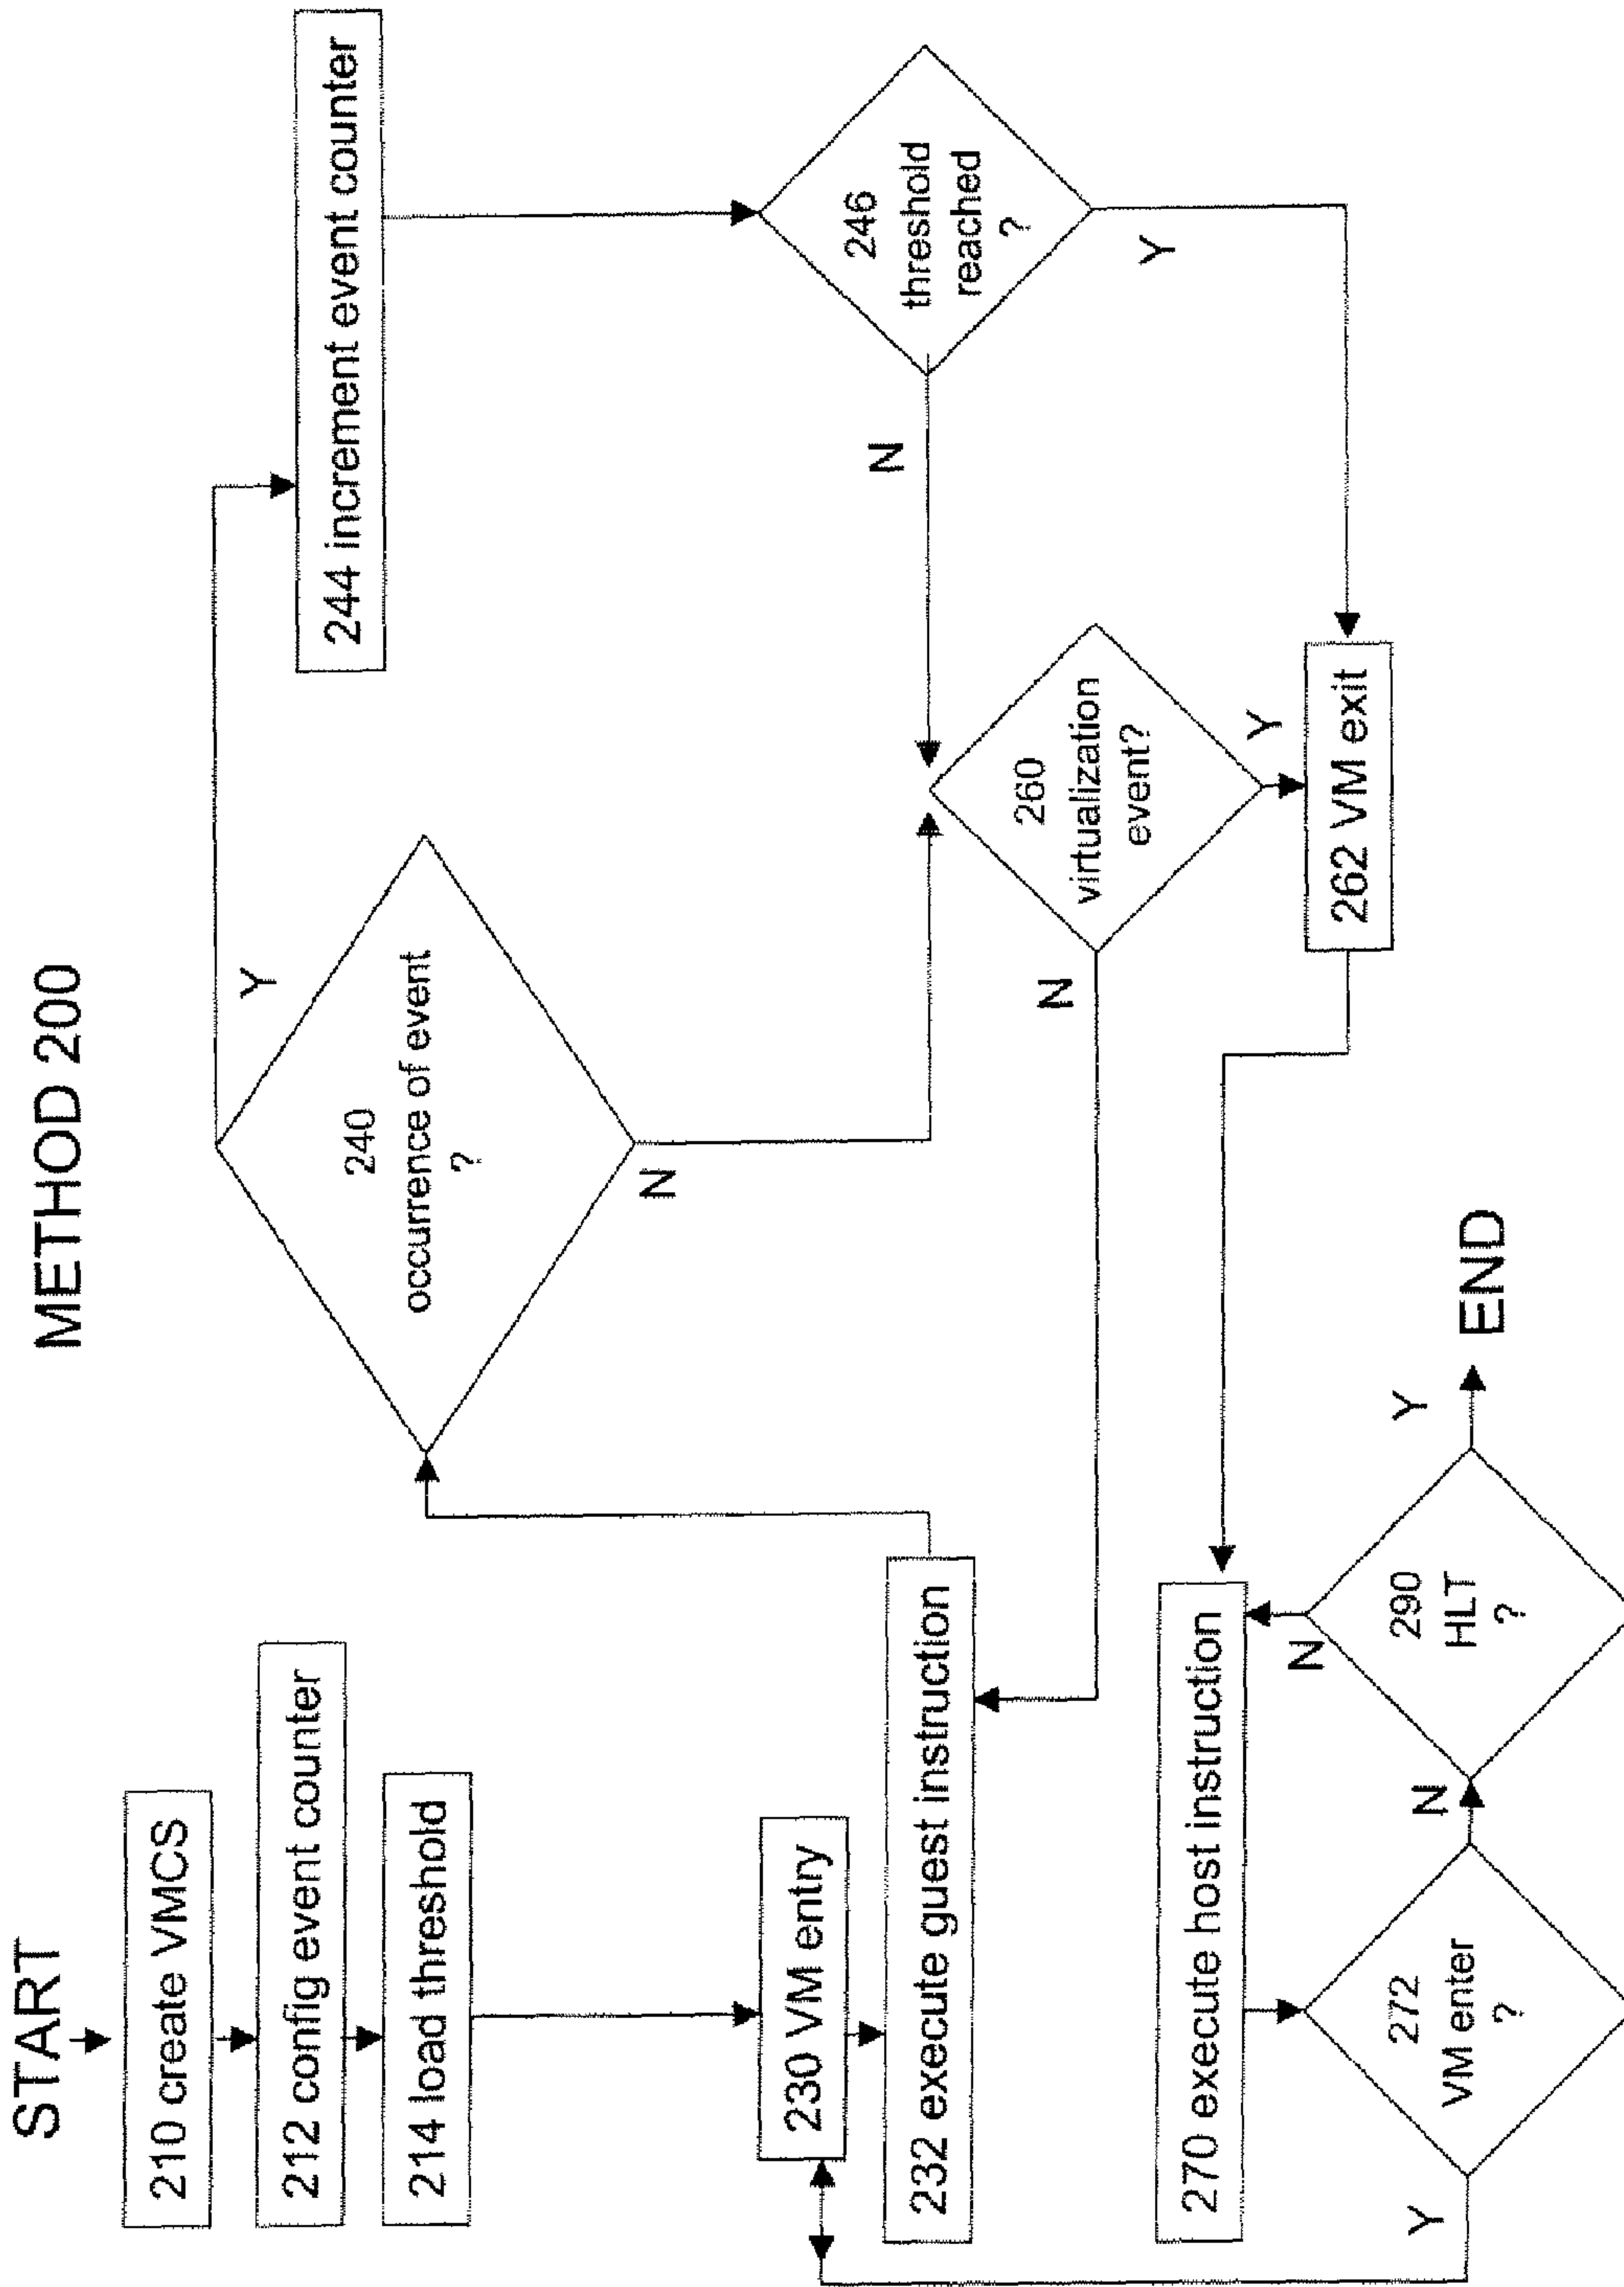 METHOD 200
START
210 create VMCS
212 config event counter
214 load threshold
230 VM entry
232 execute guest instruction
240
occurrence of event
?
Y
N
244 increment event counter
246
threshold
reached
?
N
Y
260
virtualization
event?
N
Y
262 VM exit
270 execute host instruction
272
VM enter
?
Y
N
290
HLT
?
N
Y
END